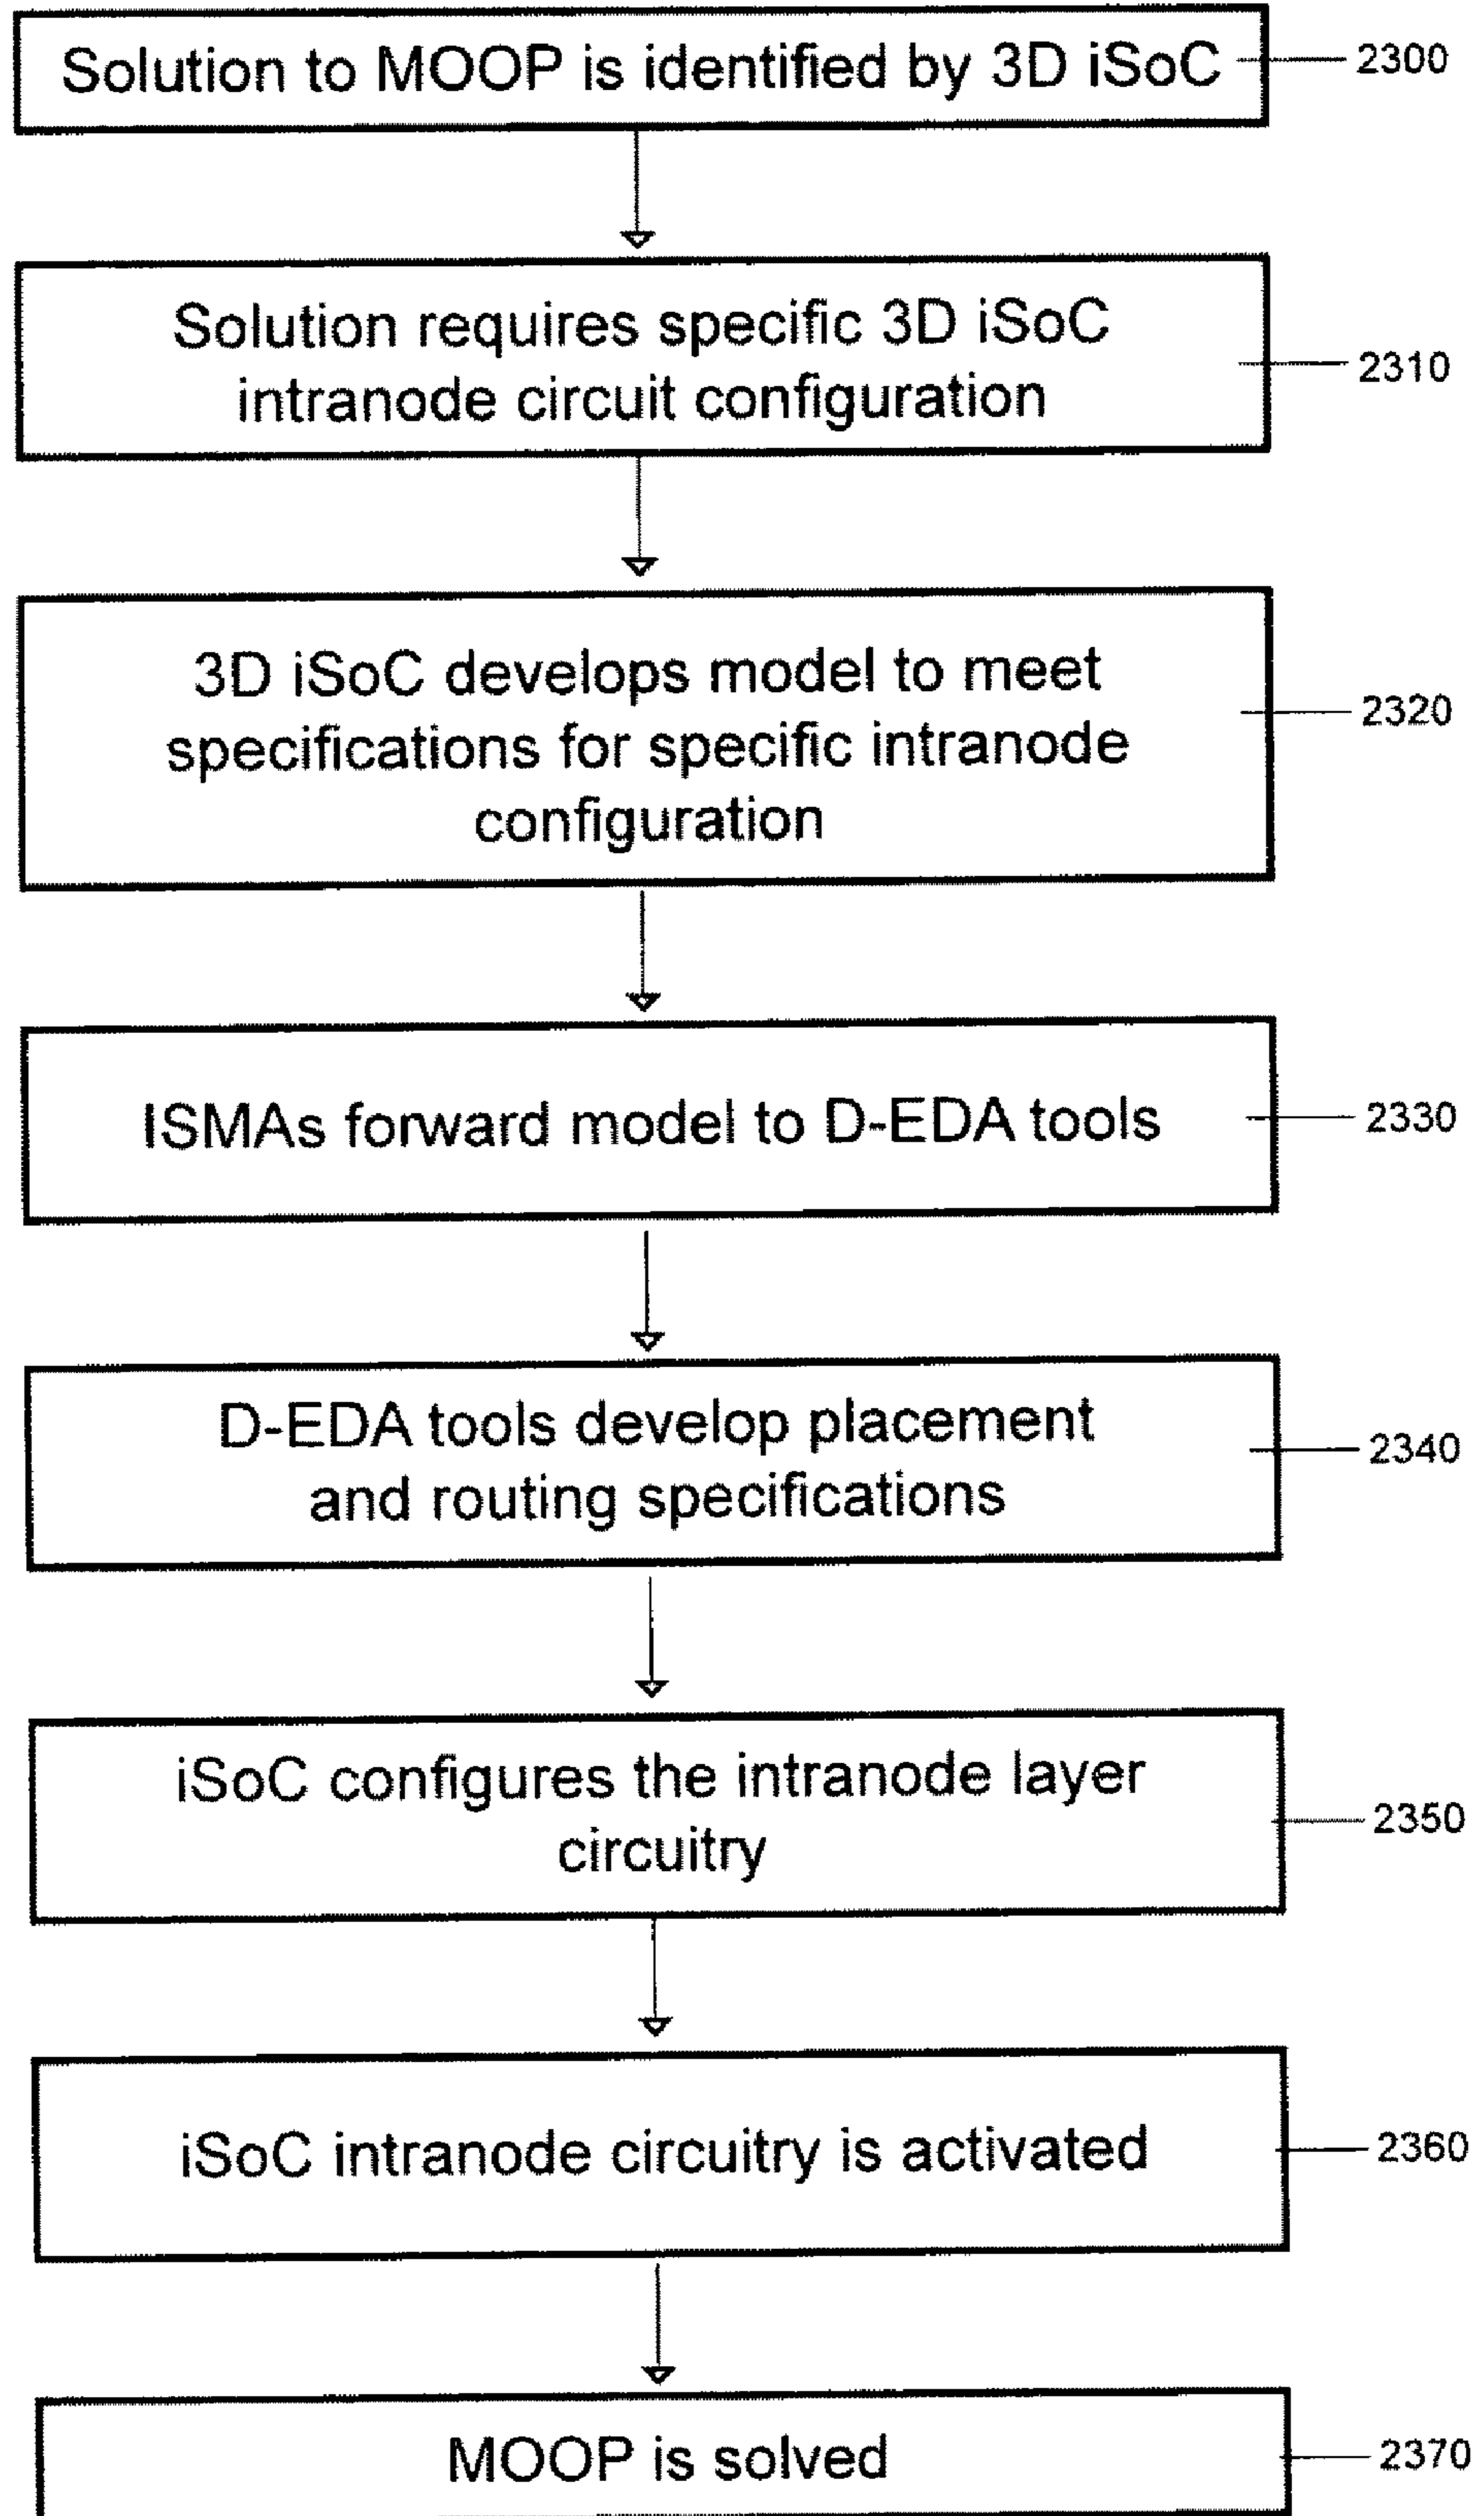 Solution to MOOP is identified by 3D iSoC
2300
Solution requires specific 3D iSoC
intranode circuit configuration
2310
3D iSoC develops model to meet
specifications for specific intranode
configuration
2320
ISMAs forward model to D-EDA tools
2330
D-EDA tools develop placement
and routing specifications
2340
iSoC configures the intranode layer
circuitry
2350
iSoC intranode circuitry is activated
2360
MOOP is solved
2370